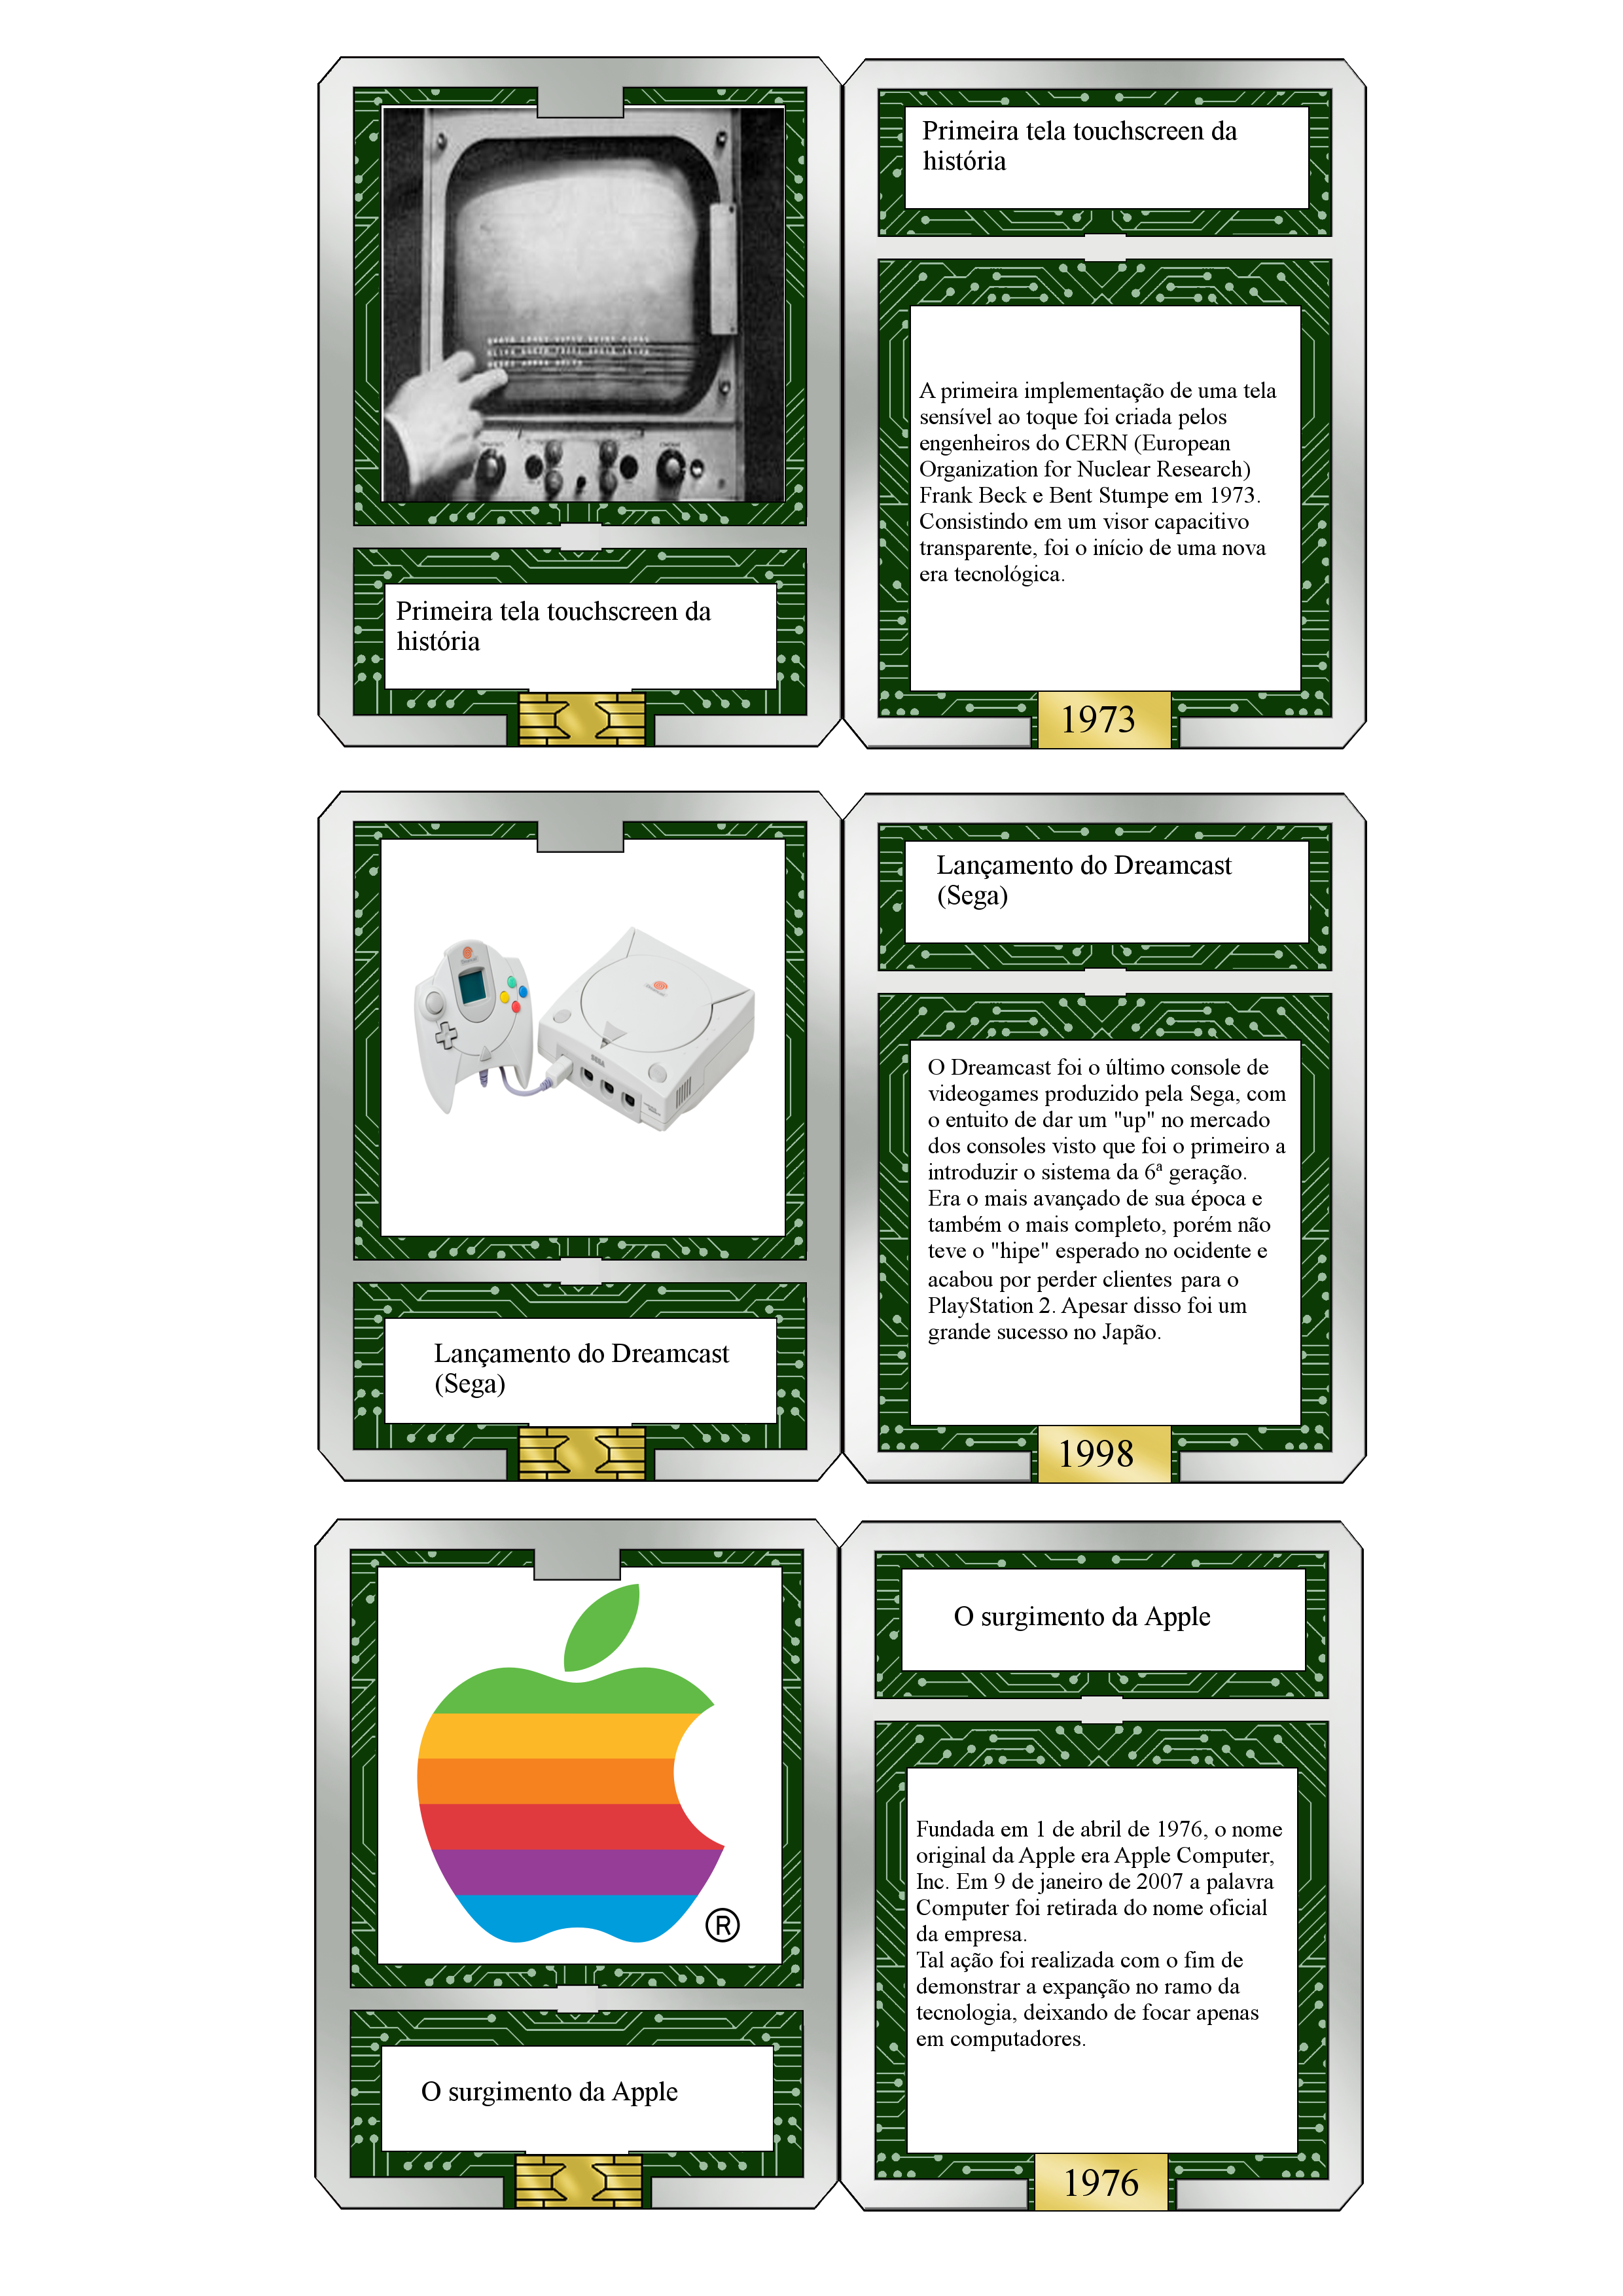 Primeira tela touchscreen da
história
Primeira tela touchscreen da
história
A primeira implementação de uma tela
sensível ao toque foi criada pelos
engenheiros do CERN (European
Organization for Nuclear Research)
Frank Beck e Bent Stumpe em 1973.
Consistindo em um visor capacitivo
transparente, foi o início de uma nova
era tecnológica.
1973
Lançamento do Dreamcast
(Sega)
Lançamento do Dreamcast
(Sega)
O Dreamcast foi o último console de
videogames produzido pela Sega, com
o entuito de dar um "up" no mercado
dos consoles visto que foi o primeiro a
introduzir o sistema da 6ª geração.
Era o mais avançado de sua época e
também o mais completo, porém não
teve o "hipe" esperado no ocidente e
acabou por perder clientes para o
PlayStation 2. Apesar disso foi um
grande sucesso no Japão.
1998
®
O surgimento da Apple
O surgimento da Apple
Fundada em 1 de abril de 1976, o nome
original da Apple era Apple Computer,
Inc. Em 9 de janeiro de 2007 a palavra
Computer foi retirada do nome oficial
da empresa.
Tal ação foi realizada com o fim de
demonstrar a expanção no ramo da
tecnologia, deixando de focar apenas
em computadores.
1976